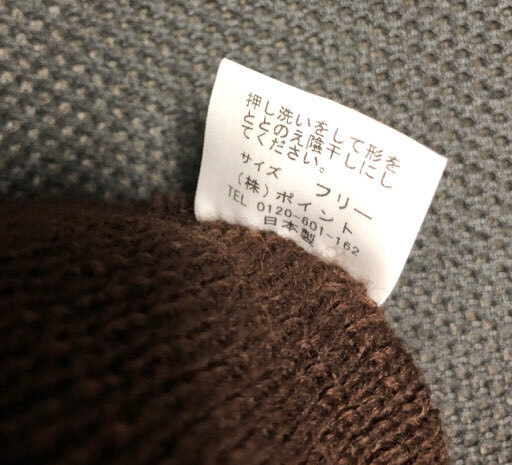 押し洗いをして形を
ととのえ陰干しにし
てください。
サイズ フリー
(株)ポイント
TEL 0120-601-162
日本製